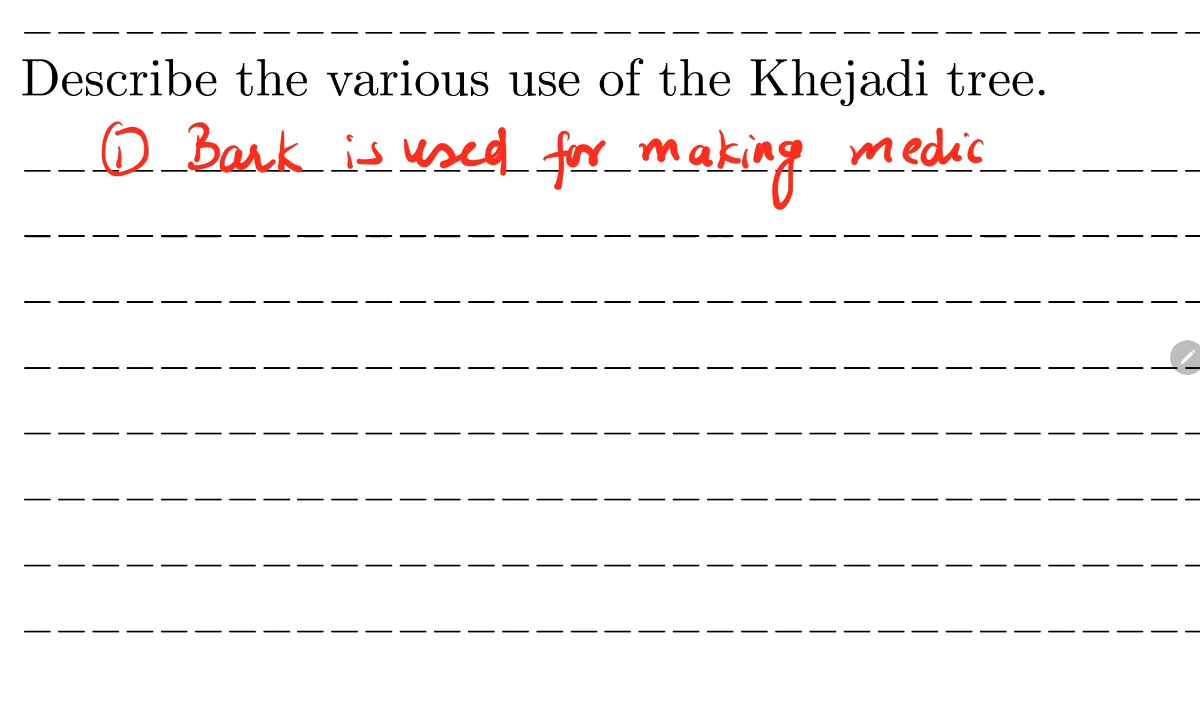 Describe the various use of the Khejadi tree.
① Bark is used for making medic